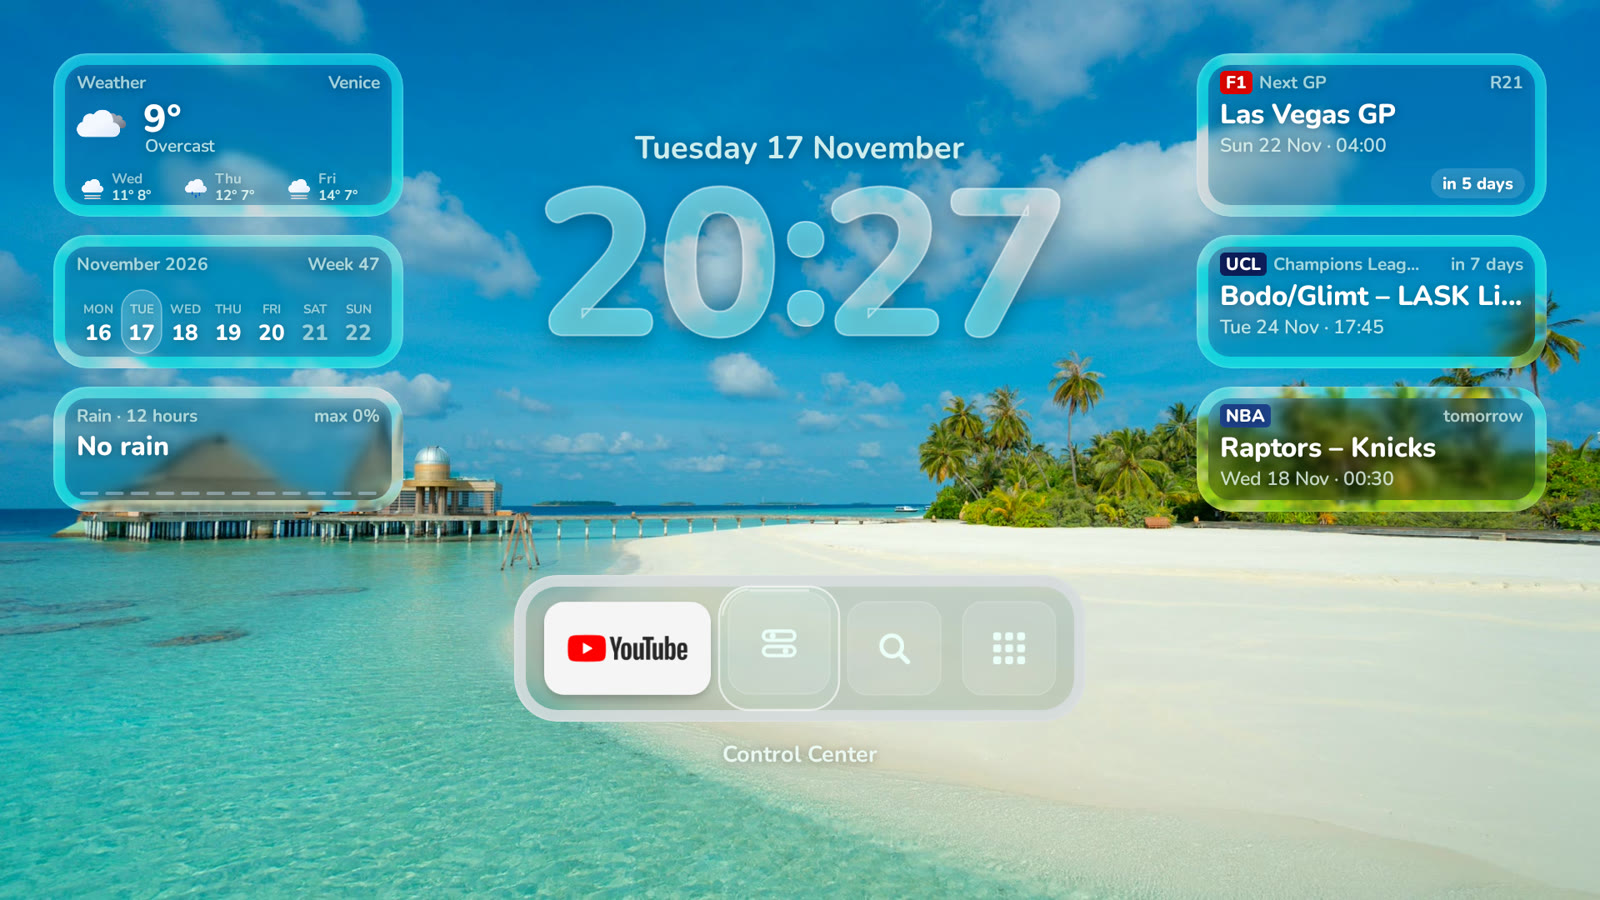 Weather Venice
9°
Overcast
Wed Thu Fri
11° 8° 12° 7° 14° 7°
November 2026 Week 47
MON TUE WED THU FRI SAT SUN
16 17 18 19 20 21 22
Rain · 12 hours max 0%
No rain
Tuesday 17 November
20:27
F1 Next GP R21
Las Vegas GP
Sun 22 Nov · 04:00
in 5 days
UCL Champions Leag... in 7 days
Bodo/Glimt – LASK Li...
Tue 24 Nov · 17:45
NBA tomorrow
Raptors – Knicks
Wed 18 Nov · 00:30
YouTube
Control Center